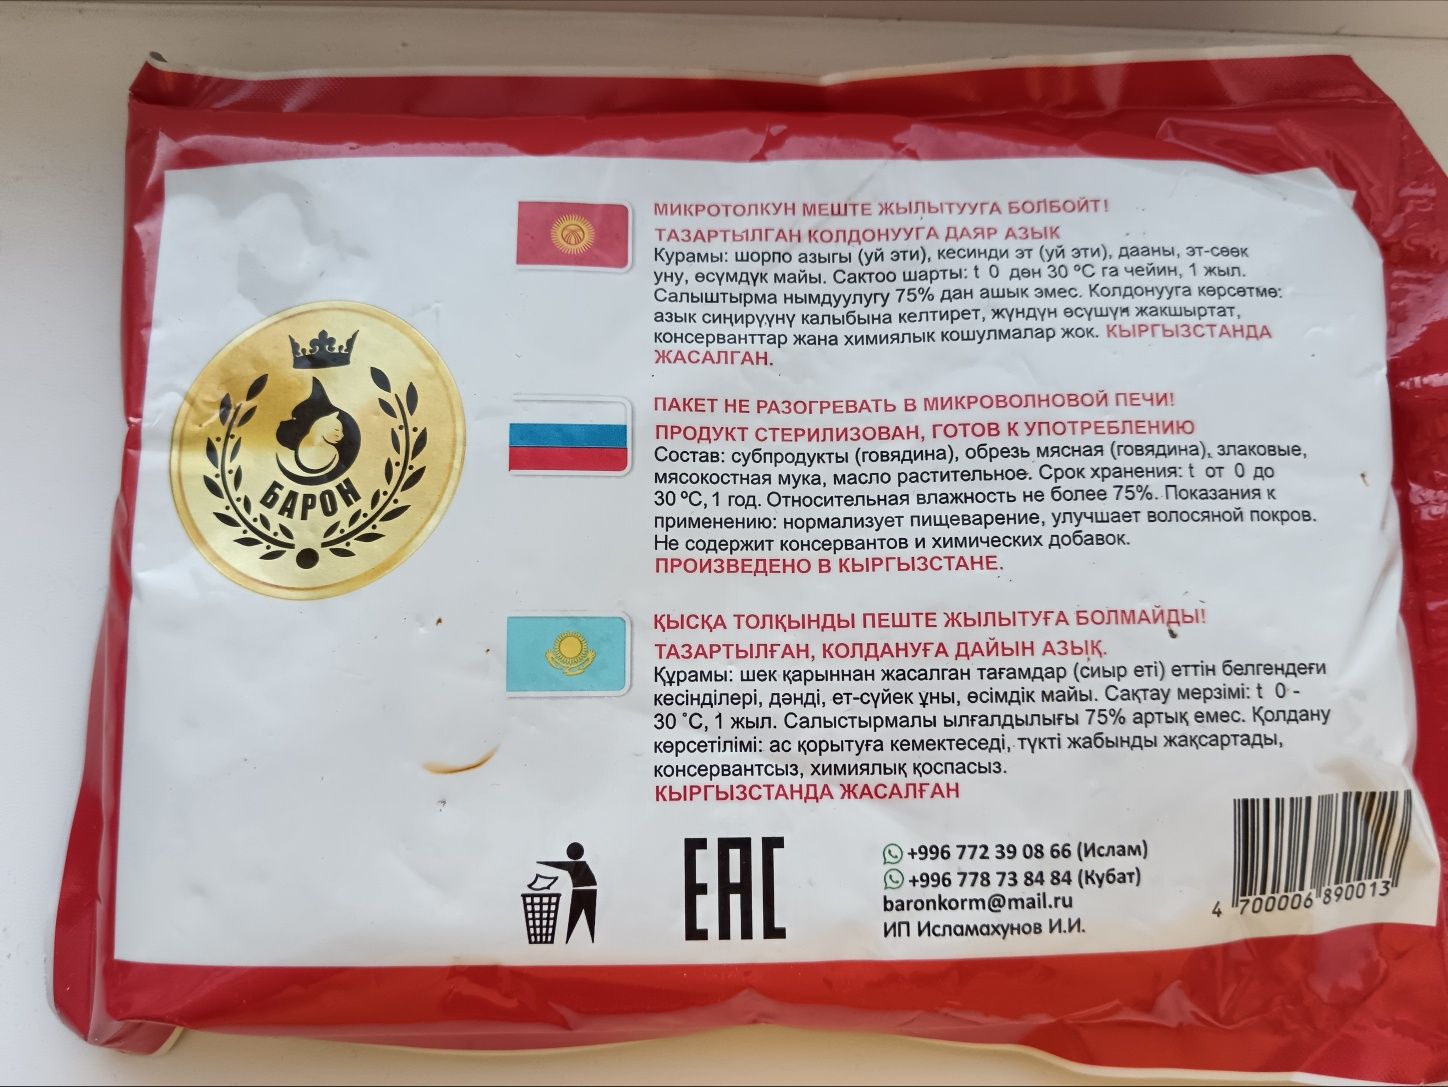 МИКРОТОЛКУН МЕШТЕ ЖЫЛЫТУУГА БОЛБОЙТ!
ТАЗАРТЫЛГАН КОЛДОНУУГА ДАЯР АЗЫК
Курамы: шорпо азыгы (уй эти), кесинди эт (уй эти), дааны, эт-сөөк
уну, өсүмдүк майы. Сактоо шарты: t 0 дөн 30 ºC га чейин, 1 жыл.
Салыштырма нымдуулугу 75% дан ашык эмес. Колдонууга көрсөтмө:
азык сиңирүүнү калыбына келтирет, жүндүн өсүшүн жакшыртат,
консерванттар жана химиялык кошулмалар жок. КЫРГЫЗСТАНДА
ЖАСАЛГАН.
БАРОН
ПАКЕТ НЕ РАЗОГРЕВАТЬ В МИКРОВОЛНОВОЙ ПЕЧИ!
ПРОДУКТ СТЕРИЛИЗОВАН, ГОТОВ К УПОТРЕБЛЕНИЮ
Состав: субпродукты (говядина), обрезь мясная (говядина), злаковые,
мясокостная мука, масло растительное. Срок хранения: t от 0 до
30 ºC, 1 год. Относительная влажность не более 75%. Показания к
применению: нормализует пищеварение, улучшает волосяной покров.
Не содержит консервантов и химических добавок.
ПРОИЗВЕДЕНО В КЫРГЫЗСТАНЕ.
ҚЫСҚА ТОЛҚЫНДЫ ПЕШТЕ ЖЫЛЫТУҒА БОЛМАЙДЫ!
ТАЗАРТЫЛҒАН, КОЛДАНУҒА ДАЙЫН АЗЫҚ.
Құрамы: шек қарыннан жасалган тағамдар (сиыр еті) еттін белгендеғи
кесінділері, дәнді, ет-сүйек ұны, өсімдік майы. Сақтау мерзімі: t 0 -
30 ˚C, 1 жыл. Салыстырмалы ылғалдылығы 75% артық емес. Қолдану
көрсетілімі: ас қорытуға кемектеседі, түкті жабынды жақсартады,
консервантсыз, химиялық қоспасыз.
КЫРГЫЗСТАНДА ЖАСАЛҒАН
EAC
+996 772 39 08 66 (Ислам)
+996 778 73 84 84 (Кубат)
baronkorm@mail.ru
ИП Исламахунов И.И.
4 700006 890013